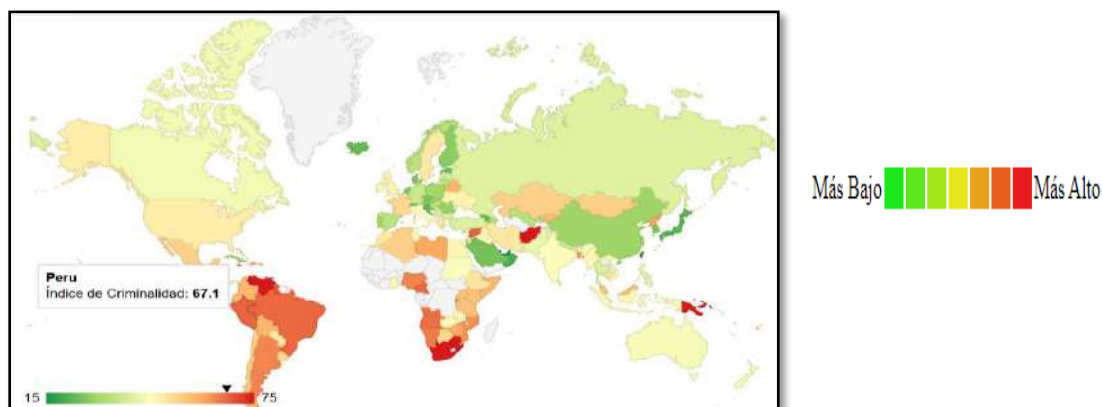 Peru
Índice de Criminalidad: 67.1
15
75
Más Bajo
Más Alto